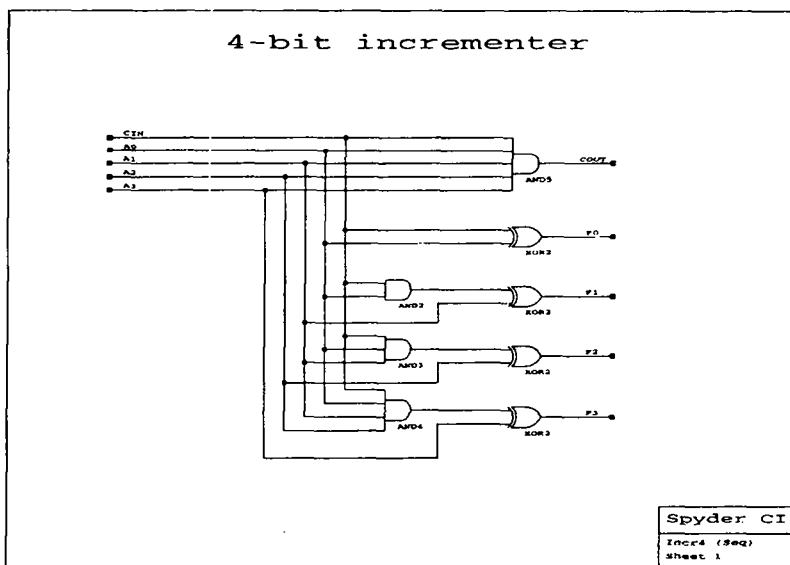 4-bit incrementer
CIN
A0
A1
A2
A3
COUT
AND5
F0
XOR2
AND2
F1
XOR2
AND3
F2
XOR2
AND4
F3
XOR2
Spyder CI
Incr4 (Seq)
Sheet 1